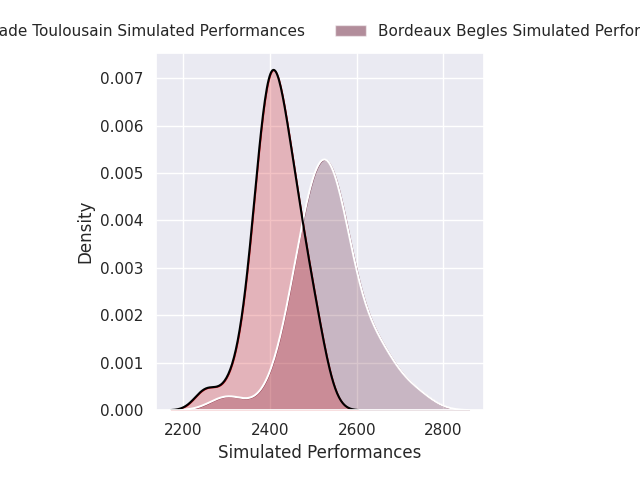 ade Toulousain Simulated Performances Bordeaux Begles Simulated Perfor
0.007
0.006
0.005
0.004
0.003
0.002
0.001
0.000
Density
2200 2400 2600 2800
Simulated Performances